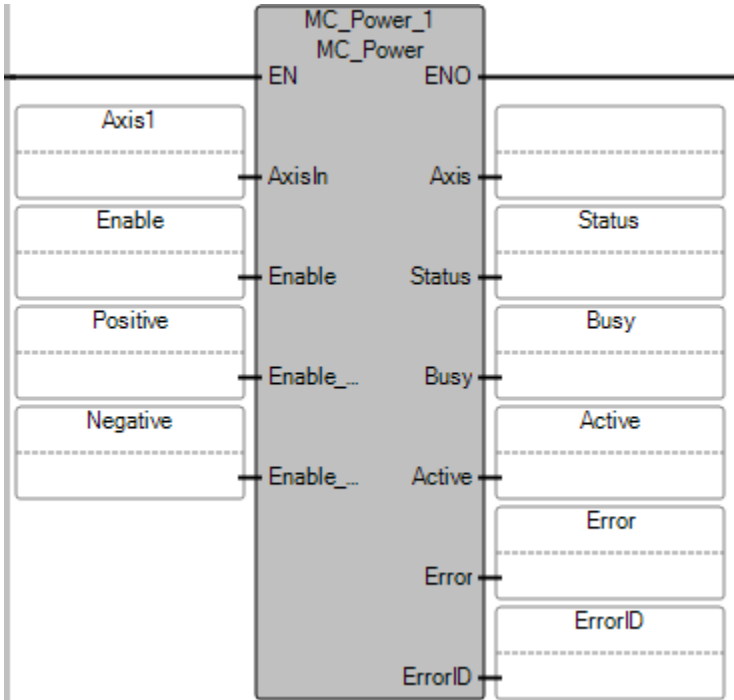 MC_Power_1
MC_Power
EN ENO
Axis1
AxisIn Axis
Enable Status
Enable Status
Positive Busy
Enable_... Busy
Negative Active
Enable_... Active
Error
Error
ErrorID
ErrorID